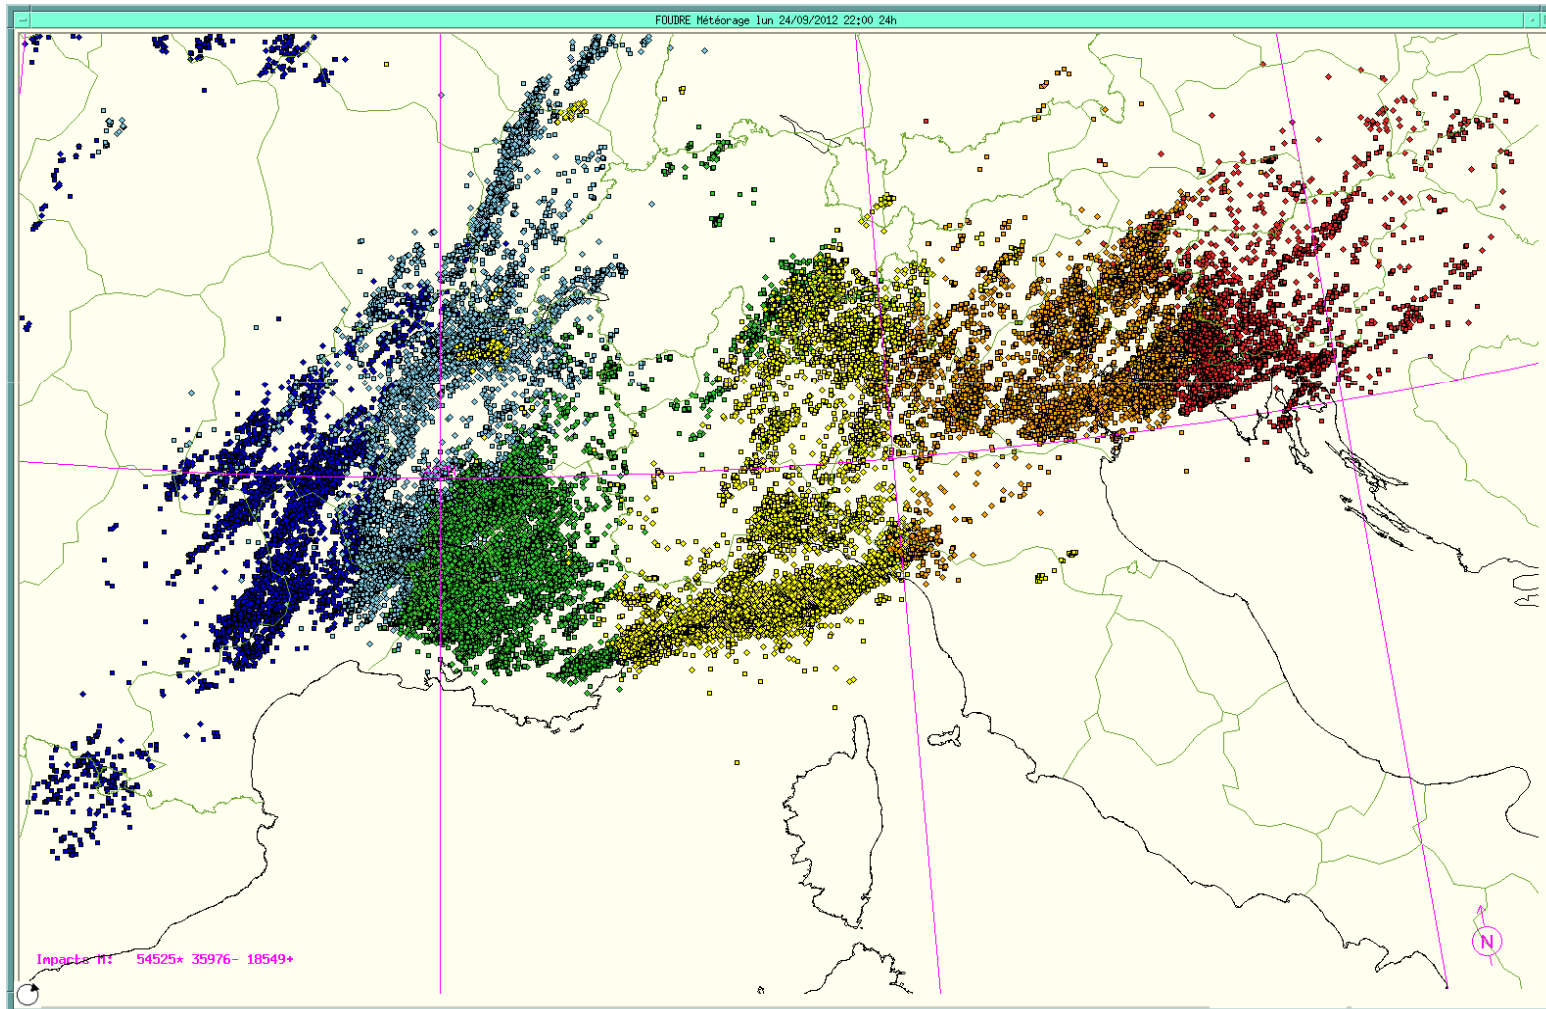 FOUDRE Météorage lun 24/09/2012 22:00 24h
Impacts M: 54525* 35976- 18549+
N